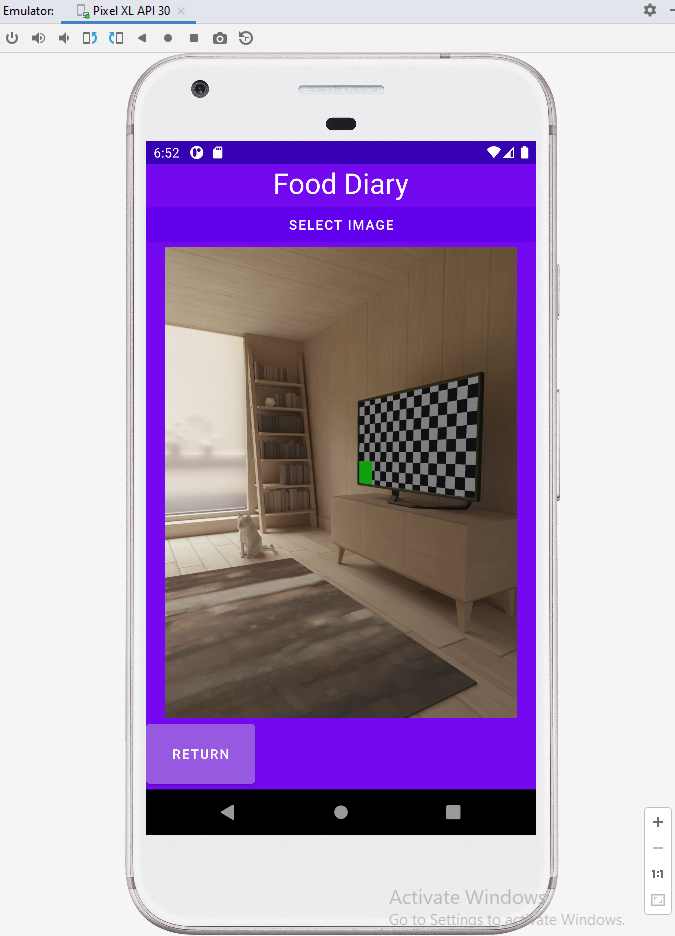 Emulator: Pixel XL API 30
6:52
Food Diary
SELECT IMAGE
RETURN
1:1
Activate Windows
Go to Settings to activate Windows.